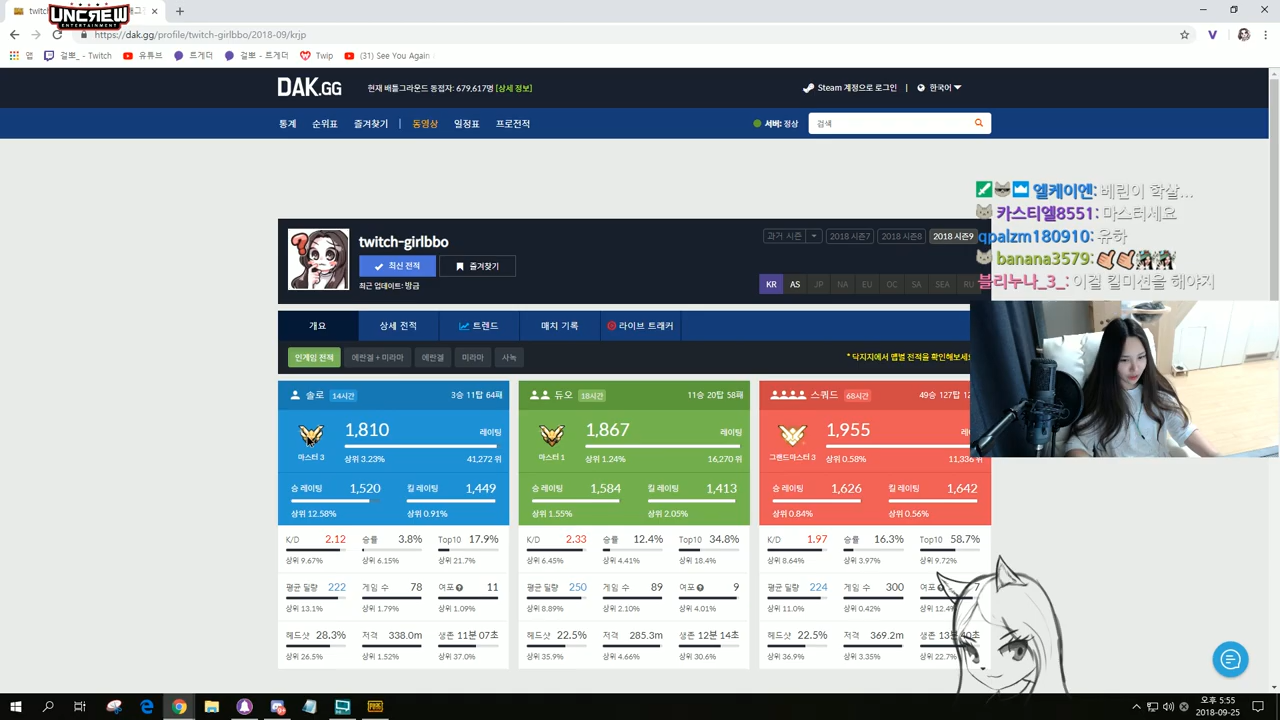 twitch
UNCREW
ENTERTAINMENT
https://dak.gg/profile/twitch-girlbbo/2018-09/krjp
앱 걸뽀_ - Twitch 유튜브 트게더 걸뽀 - 트게더 Twip (31) See You Again
DAK.GG 현재 배틀그라운드 동접자: 679,617명 [상세 정보] Steam 계정으로 로그인 | 한국어
통계 순위표 즐겨찾기 | 동영상 일정표 프로전적 서버: 정상 검색
엘케이엔: 베린이 학살...
카스티엘8551: 마스터세요
qpalzm180910: 유하
banana3579:
블리누나_3_: 이걸 킬미션을 해야지
twitch-girlbbo
과거 시즌 2018 시즌7 2018 시즌8 2018 시즌9
최신 전적 즐겨찾기
최근 업데이트: 방금
KR AS JP NA EU OC SA SEA RU
개요 상세 전적 트렌드 매치 기록 라이브 트래커
인게임 전적 에란겔 + 미라마 에란겔 미라마 사녹
* 닥지지에서 맵별 전적을 확인해보세요
솔로 14시간 3승 11탑 64패
1,810 레이팅
마스터 3 상위 3.23% 41,272 위
승 레이팅 1,520 킬 레이팅 1,449
상위 12.58% 상위 0.91%
K/D 2.12 승률 3.8% Top10 17.9%
상위 9.67% 상위 6.15% 상위 21.7%
평균 딜량 222 게임 수 78 여포 11
상위 13.1% 상위 1.79% 상위 1.09%
헤드샷 28.3% 저격 338.0m 생존 11분 07초
상위 26.5% 상위 1.52% 상위 37.0%
듀오 18시간 11승 20탑 58패
1,867 레이팅
마스터 1 상위 1.24% 16,270 위
승 레이팅 1,584 킬 레이팅 1,413
상위 1.55% 상위 2.05%
K/D 2.33 승률 12.4% Top10 34.8%
상위 6.45% 상위 4.41% 상위 18.4%
평균 딜량 250 게임 수 89 여포 9
상위 8.89% 상위 2.10% 상위 4.01%
헤드샷 22.5% 저격 285.3m 생존 12분 14초
상위 35.9% 상위 4.66% 상위 30.6%
스쿼드 68시간 49승 127탑
1,955
그랜드마스터 3 상위 0.58% 11,336 위
승 레이팅 1,626 킬 레이팅 1,642
상위 0.84% 상위 0.56%
K/D 1.97 승률 16.3% Top10 58.7%
상위 8.64% 상위 3.97% 상위 9.72%
평균 딜량 224 게임 수 300 여포 7
상위 11.0% 상위 0.42%
헤드샷 22.5% 저격 369.2m 생존
상위 36.9% 상위 3.35%
PUBG
오후 5:55
2018-09-25